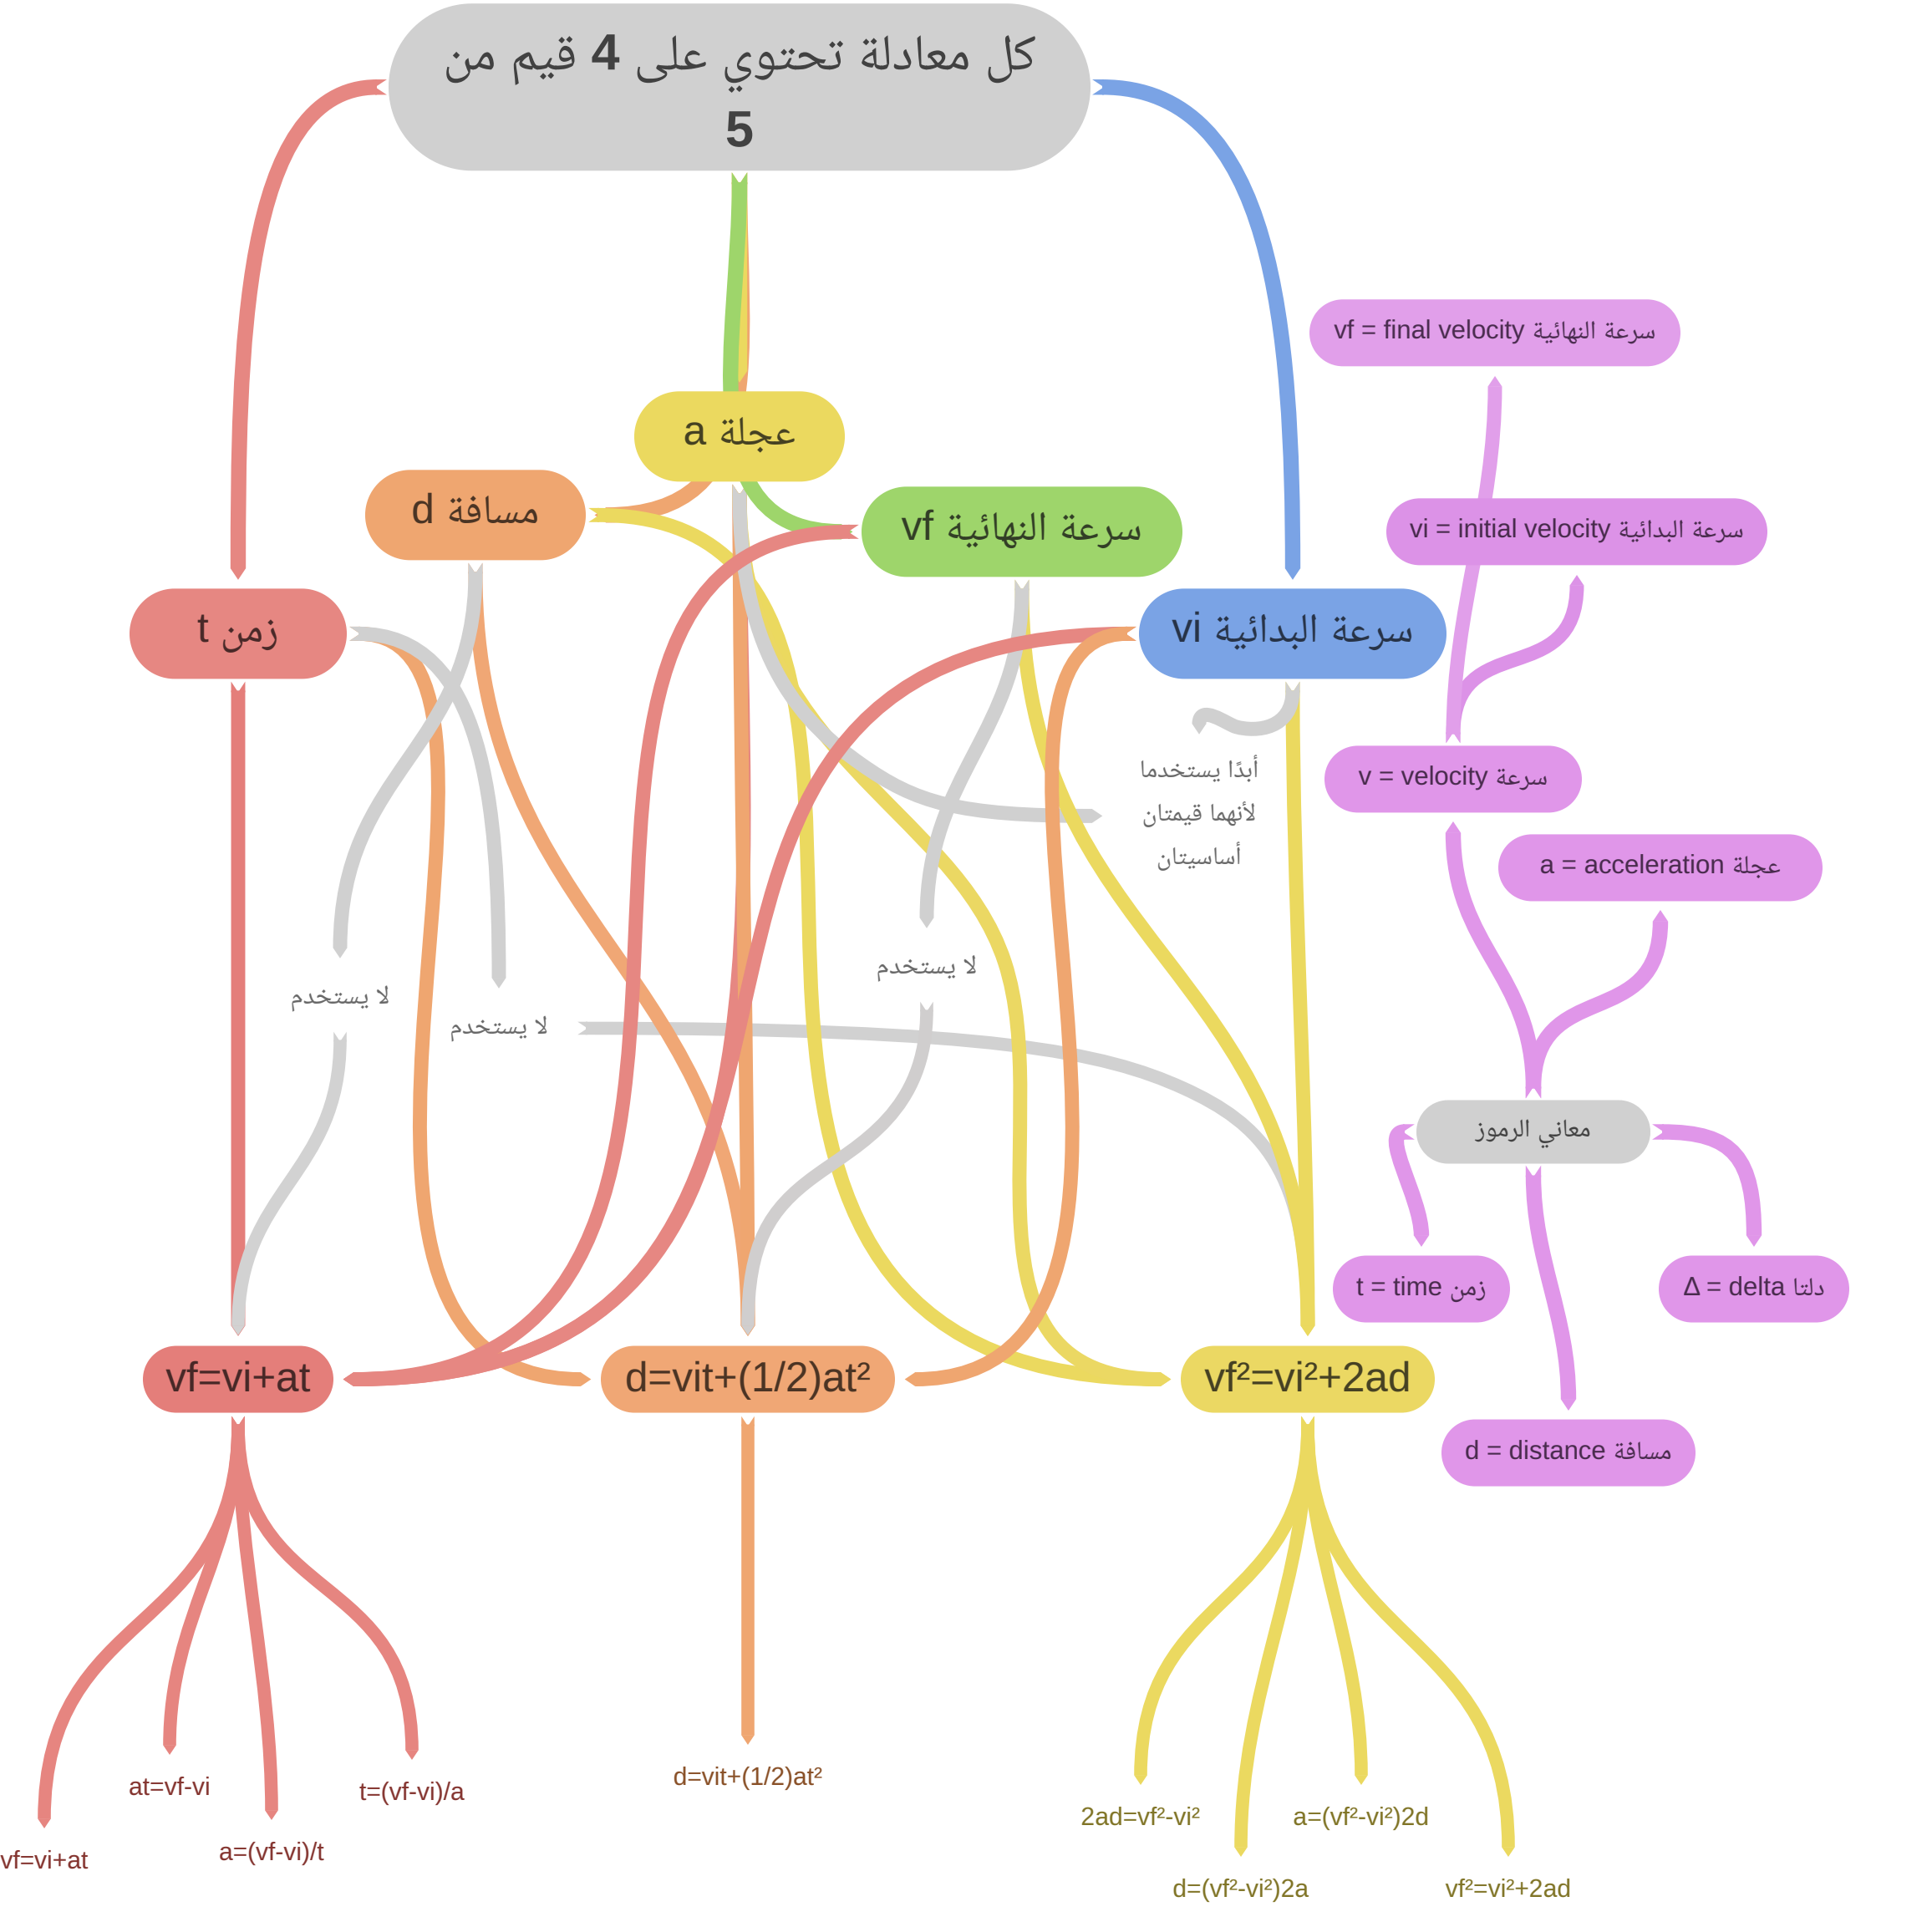 كل معادلة تحتوي على 4 قيم من
5
vf = final velocity سرعة النهائية
عجلة a
مسافة d
سرعة النهائية vf
vi = initial velocity سرعة البدائية
زمن t
سرعة البدائية vi
أبدًا يستخدما
لأنهما قيمتان
أساسيتان
v = velocity سرعة
a = acceleration عجلة
لا يستخدم
لا يستخدم
لا يستخدم
معاني الرموز
t = time زمن
Δ = delta دلتا
d = distance مسافة
vf=vi+at
d=vit+(1/2)at²
vf²=vi²+2ad
at=vf-vi
t=(vf-vi)/a
a=(vf-vi)/t
vf=vi+at
d=vit+(1/2)at²
2ad=vf²-vi²
a=(vf²-vi²)2d
d=(vf²-vi²)2a
vf²=vi²+2ad